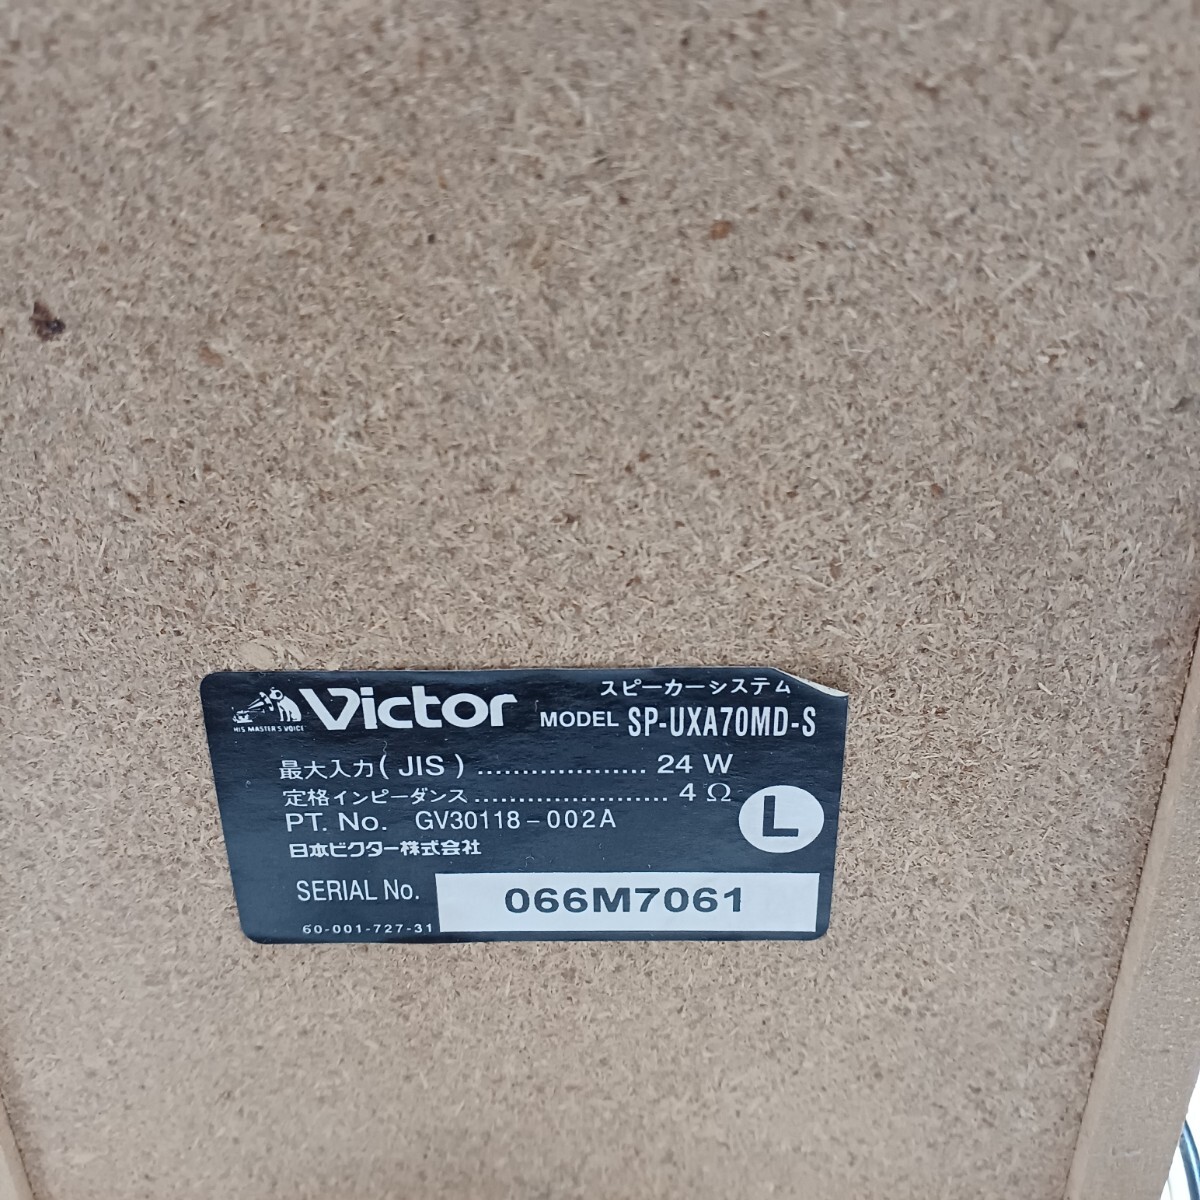 スピーカーシステム
HIS MASTER'S VOICE Victor MODEL SP-UXA70MD-S
最大入力(JIS) ................... 24 W
定格インピーダンス ...................... 4 Ω
L
PT. No. GV30118-002A
日本ビクター株式会社
SERIAL No. 066M7061
60-001-727-31